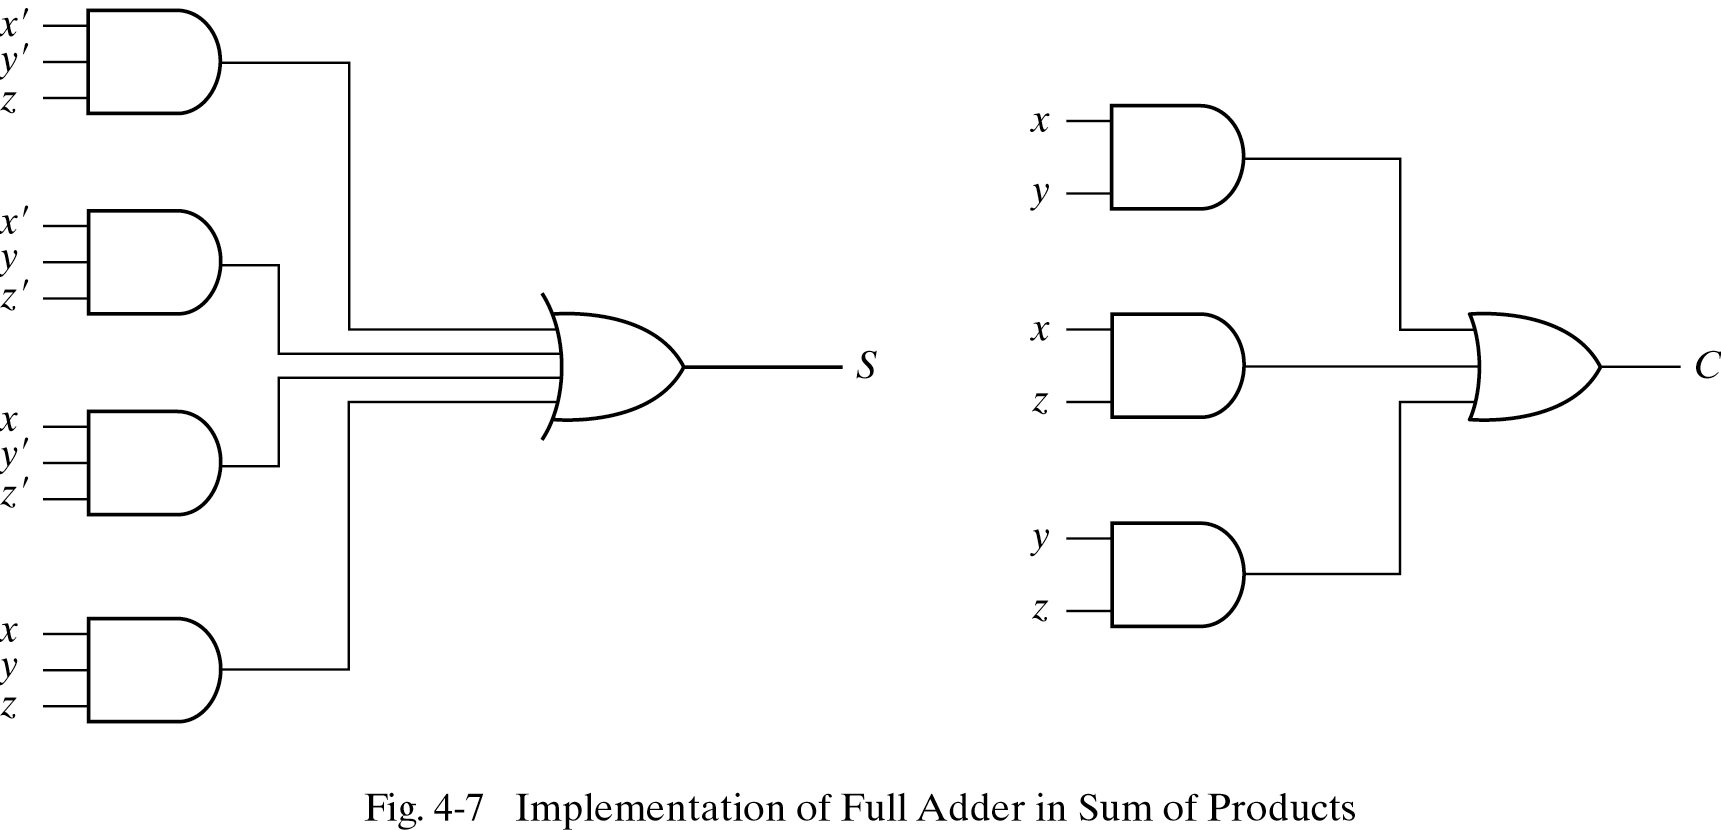 x′
y′
z
x′
y
z′
x
y′
z′
x
y
z
S
x
y
x
z
y
z
C
Fig. 4-7 Implementation of Full Adder in Sum of Products